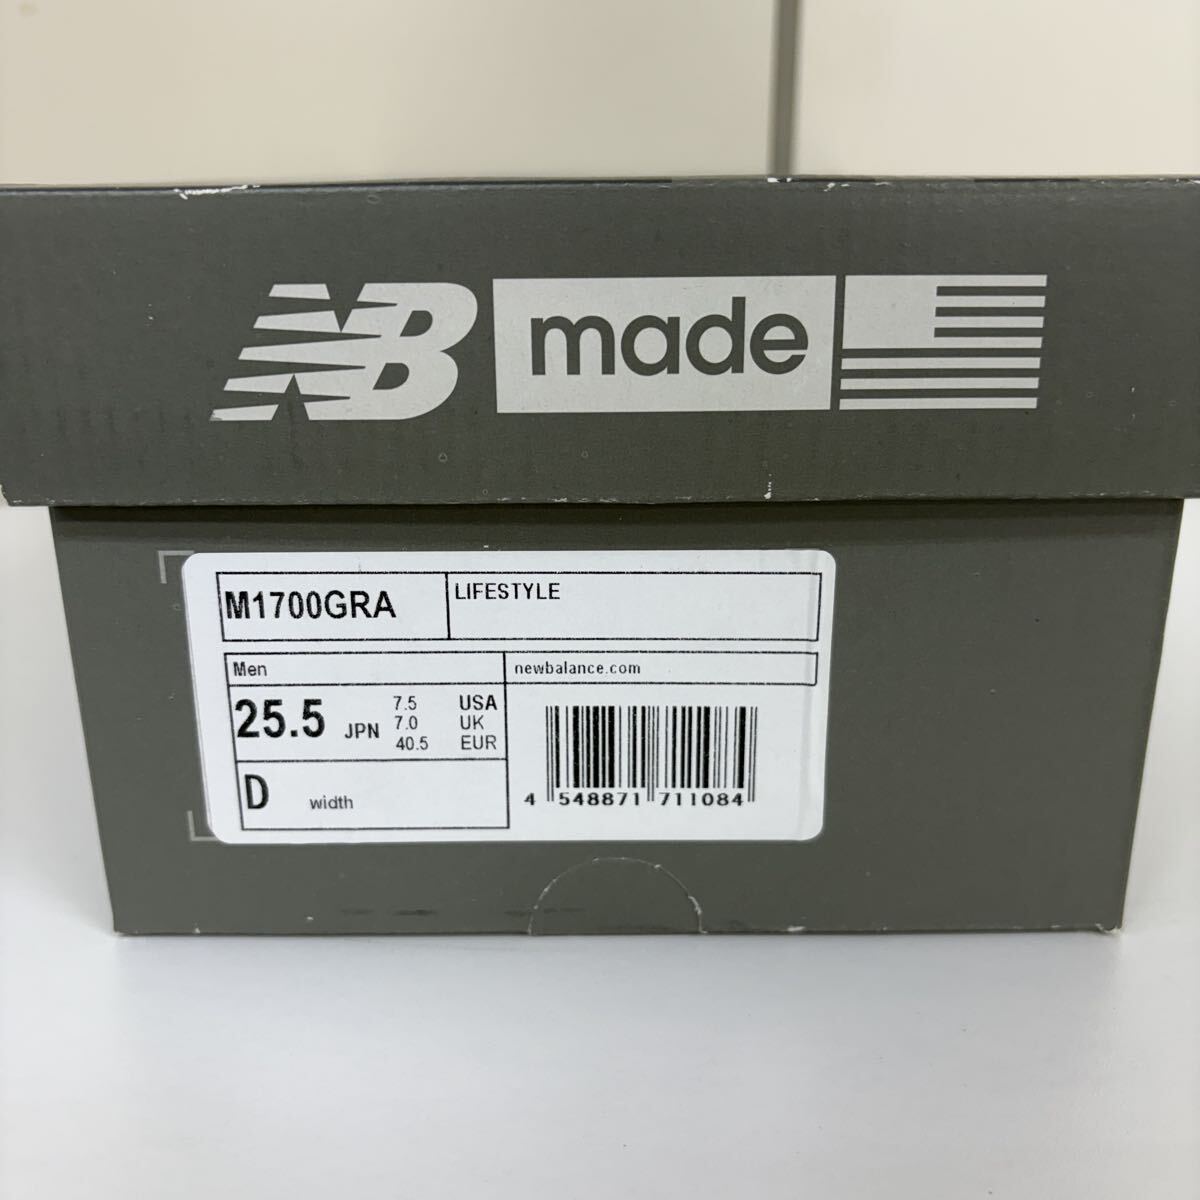 NB made
M1700GRA LIFESTYLE
Men newbalance.com
25.5 JPN 7.5 USA
7.0 UK
40.5 EUR
D width
4 548871 711084